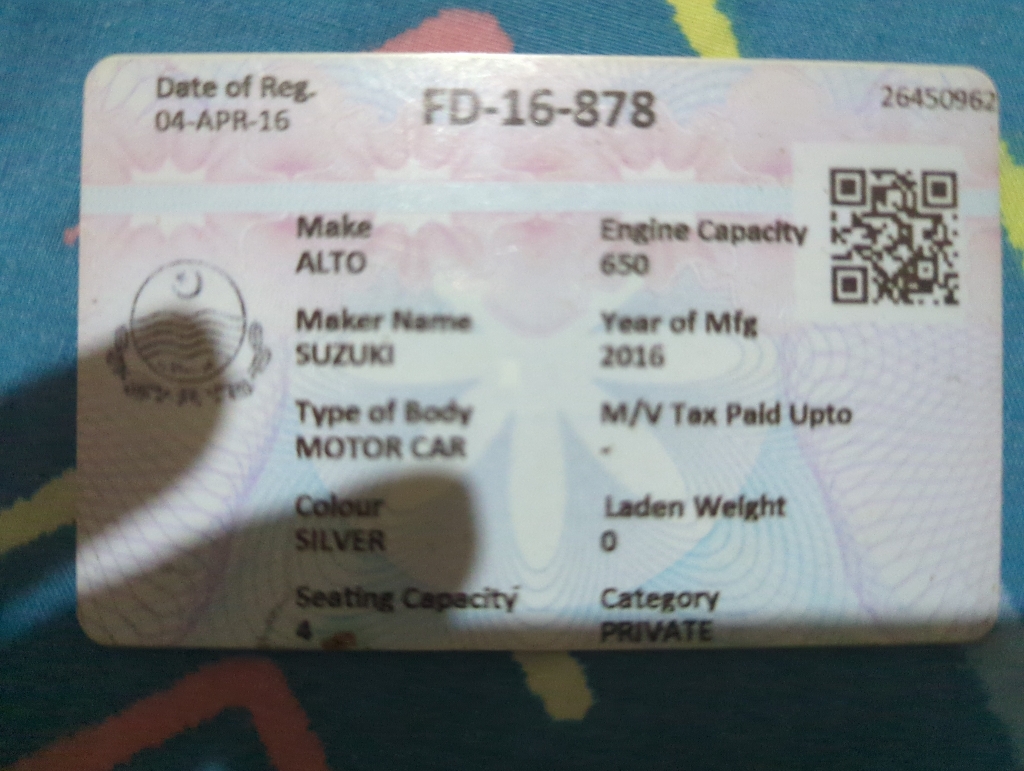 Date of Reg.
04-APR-16
FD-16-878
26450962
Make
ALTO
Engine Capacity
650
Maker Name
SUZUKI
Year of Mfg
2016
Type of Body
MOTOR CAR
M/V Tax Paid Upto
-
Colour
SILVER
Laden Weight
0
Seating Capacity
4
Category
PRIVATE